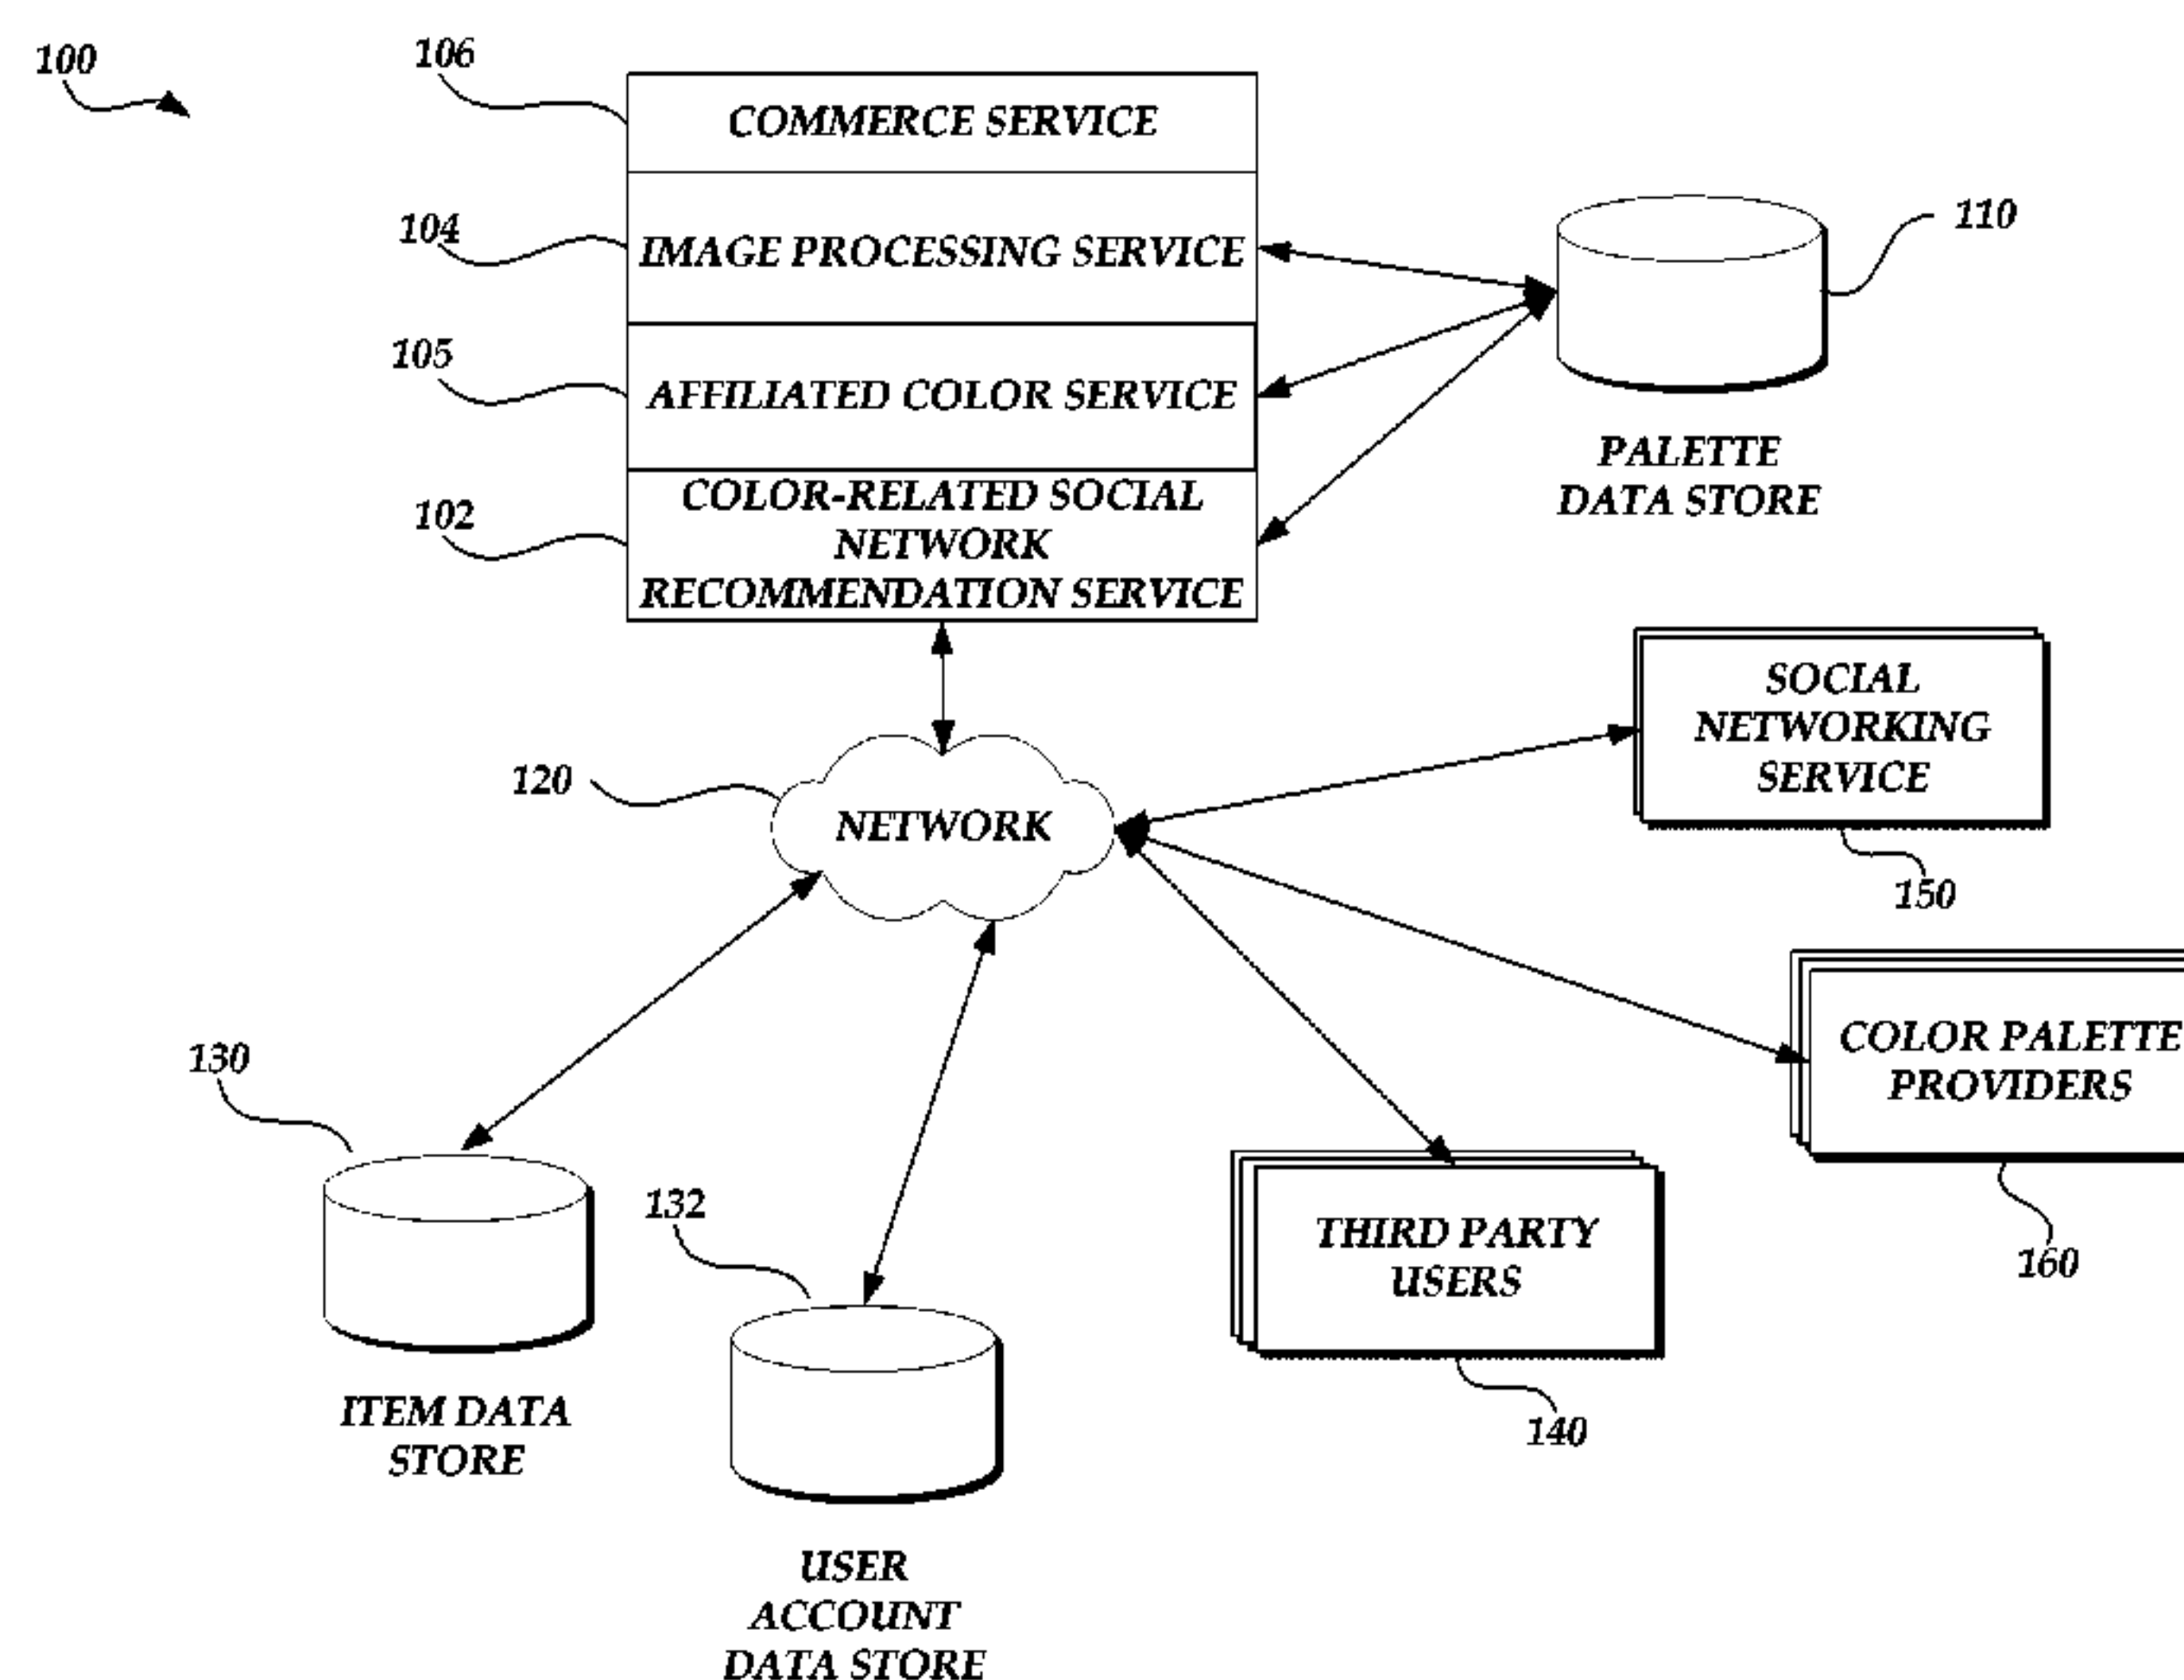 100
106
COMMERCE SERVICE
104
IMAGE PROCESSING SERVICE
110
105
AFFILIATED COLOR SERVICE
PALETTE
DATA STORE
102
COLOR-RELATED SOCIAL
NETWORK
RECOMMENDATION SERVICE
SOCIAL
NETWORKING
SERVICE
150
120
NETWORK
COLOR PALETTE
PROVIDERS
160
130
ITEM DATA
STORE
132
USER
ACCOUNT
DATA STORE
THIRD PARTY
USERS
140